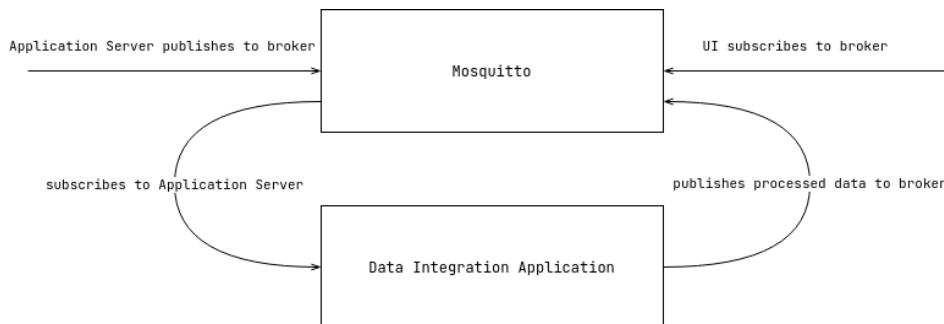 Application Server publishes to broker
UI subscribes to broker
Mosquitto
subscribes to Application Server
publishes processed data to broker
Data Integration Application